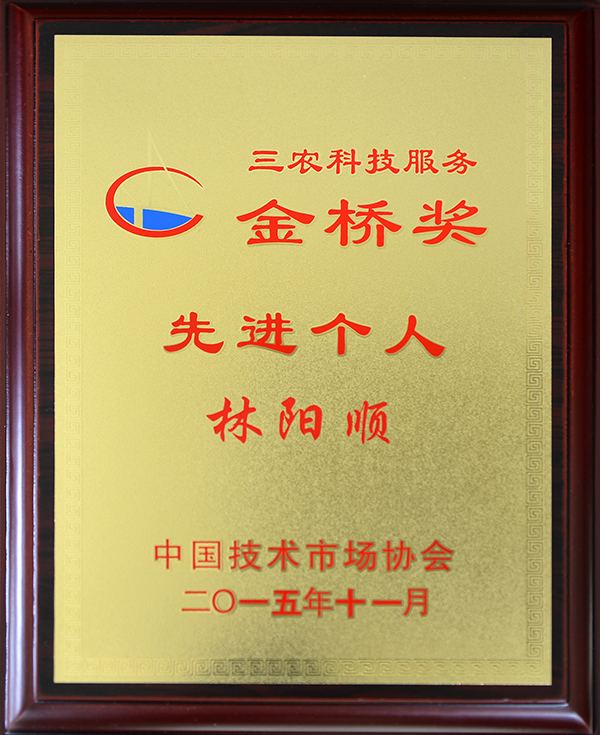 三农科技服务
金桥奖
先进个人
林阳顺
中国技术市场协会
二〇一五年十一月